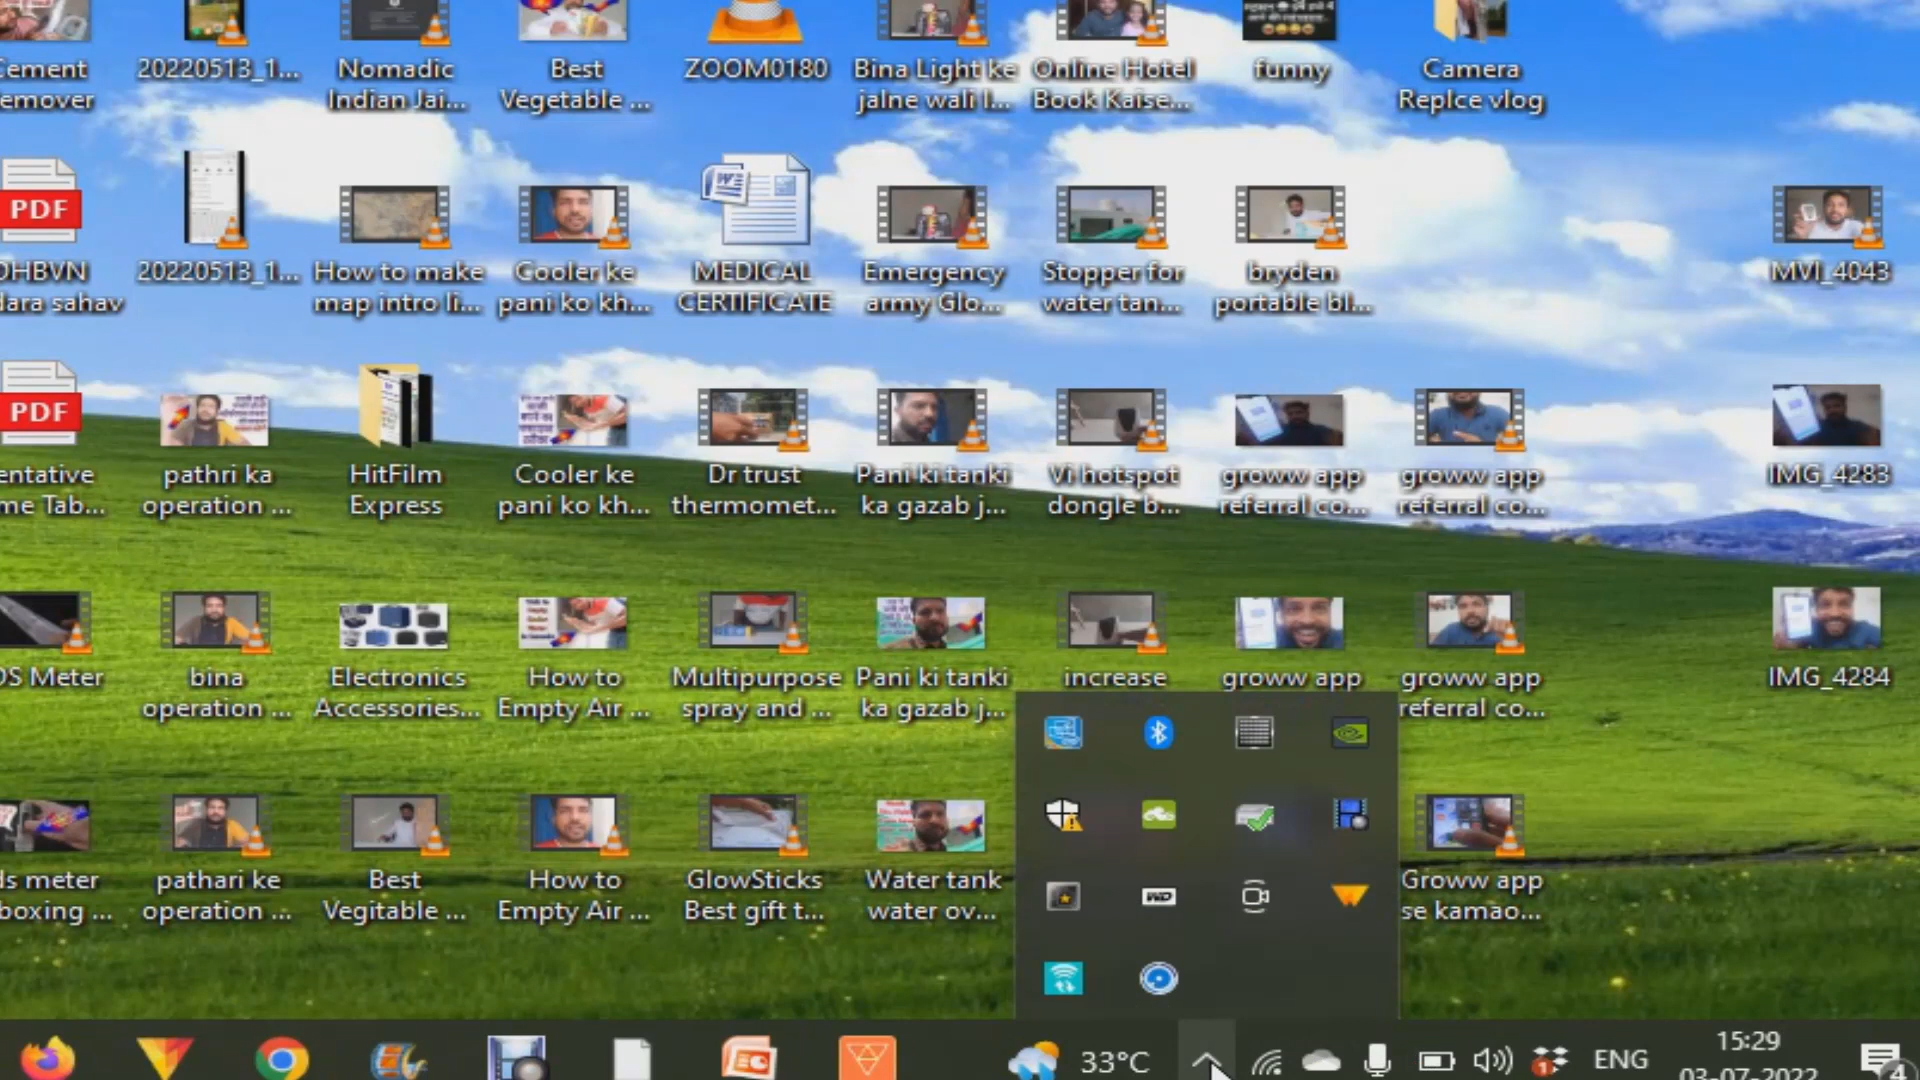 Cement
emover
20220513_1...
Nomadic
Indian Jai...
Best
Vegetable ...
ZOOM0180
Bina Light ke
jalne wali l...
Online Hotel
Book Kaise...
funny
Camera
Replce vlog
PDF
DHBVN
dara sahav
20220513_1...
How to make
map intro li...
Cooler ke
pani ko kh...
MEDICAL
CERTIFICATE
Emergency
army Glo...
Stopper for
water tan...
bryden
portable bl...
MVI_4043
PDF
entative
me Tab...
pathri ka
operation ...
HitFilm
Express
Cooler ke
pani ko kh...
Dr trust
thermomet...
Pani ki tanki
ka gazab j...
Vi hotspot
dongle b...
groww app
referral co...
groww app
referral co...
IMG_4283
DS Meter
bina
operation ...
Electronics
Accessories...
How to
Empty Air ...
Multipurpose
spray and ...
Pani ki tanki
ka gazab j...
increase
groww app
groww app
referral co...
IMG_4284
ds meter
boxing ...
pathari ke
operation ...
Best
Vegitable ...
How to
Empty Air ...
GlowSticks
Best gift t...
Water tank
water ov...
WD
Groww app
se kamao...
33°C
1
ENG
15:29
03-07-2022
4